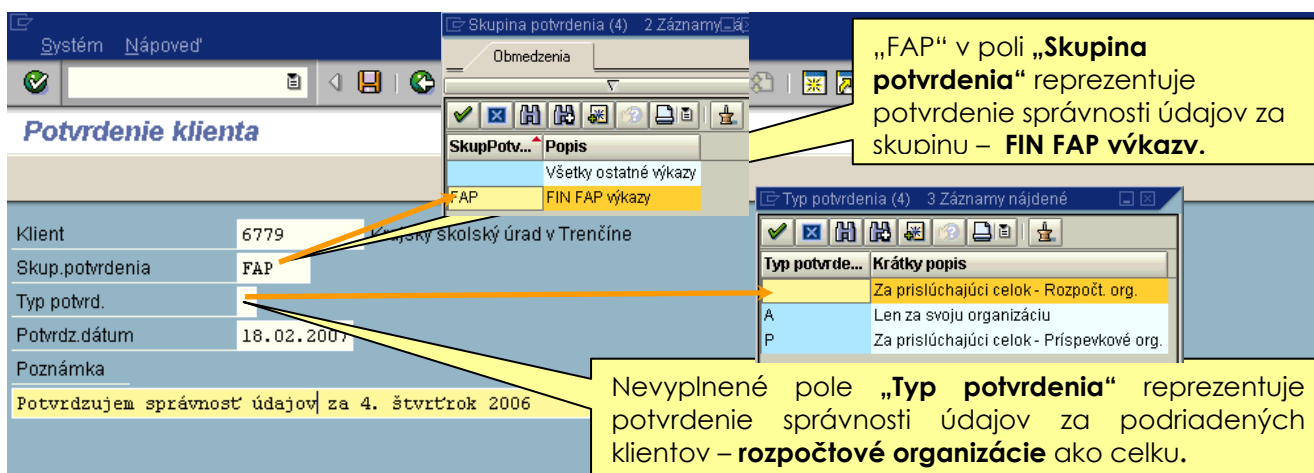 Systém Nápoveď
Potvrdenie klienta
Klient 6779 Krajský školský úrad v Trenčíne
Skup.potvrdenia FAP
Typ potvrd.
Potvrdz.dátum 18.02.2007
Poznámka
Potvrdzujem správnosť údajov za 4. štvrťrok 2006
Skupina potvrdenia (4) 2 Záznamy
Obmedzenia
SkupPotv... Popis
Všetky ostatné výkazy
FAP FIN FAP výkazy
„FAP“ v poli „Skupina
potvrdenia“ reprezentuje
potvrdenie správnosti údajov za
skupinu – FIN FAP výkazy.
Typ potvrdenia (4) 3 Záznamy nájdené
Typ potvrde... Krátky popis
Za prislúchajúci celok - Rozpočt. org.
A Len za svoju organizáciu
P Za prislúchajúci celok - Príspevkové org.
Nevyplnené pole „Typ potvrdenia“ reprezentuje
potvrdenie správnosti údajov za podriadených
klientov – rozpočtové organizácie ako celku.